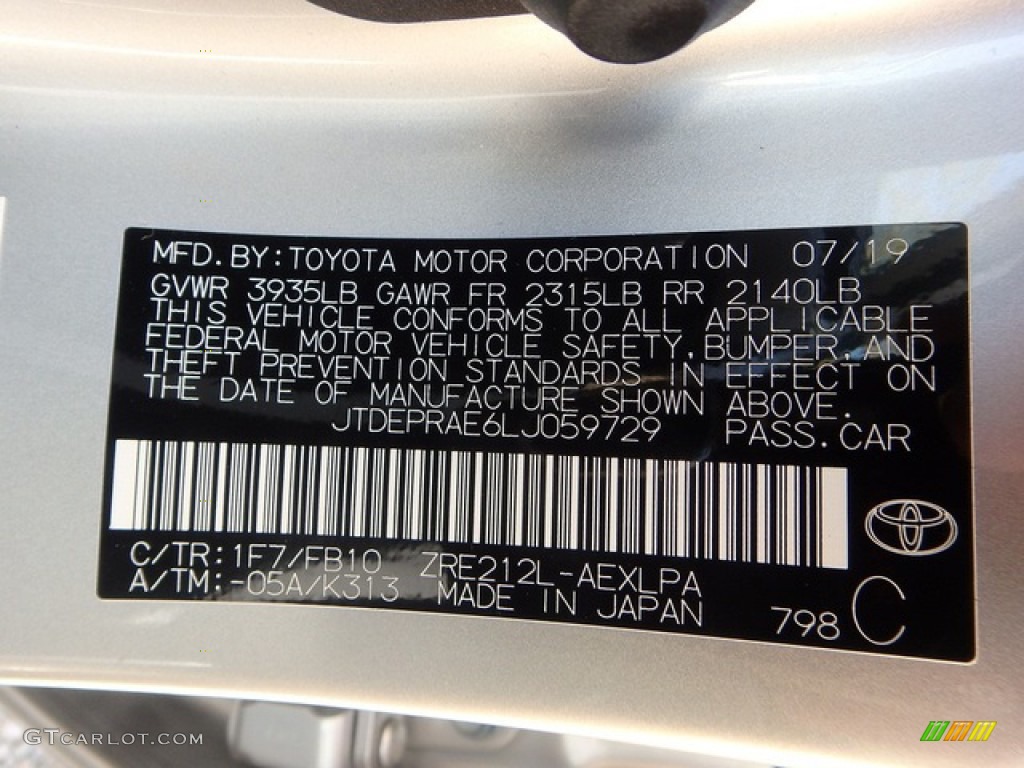 MFD. BY: TOYOTA MOTOR CORPORATION 07/19
GVWR 3935LB GAWR FR 2315LB RR 2140LB
THIS VEHICLE CONFORMS TO ALL APPLICABLE
FEDERAL MOTOR VEHICLE SAFETY, BUMPER, AND
THEFT PREVENTION STANDARDS IN EFFECT ON
THE DATE OF MANUFACTURE SHOWN ABOVE.
JTDEPRAE6LJ059729 PASS. CAR
C/TR: 1F7/FB10 ZRE212L-AEXLPA
A/TM: -05A/K313 MADE IN JAPAN 798 C
GTCARLOT.COM